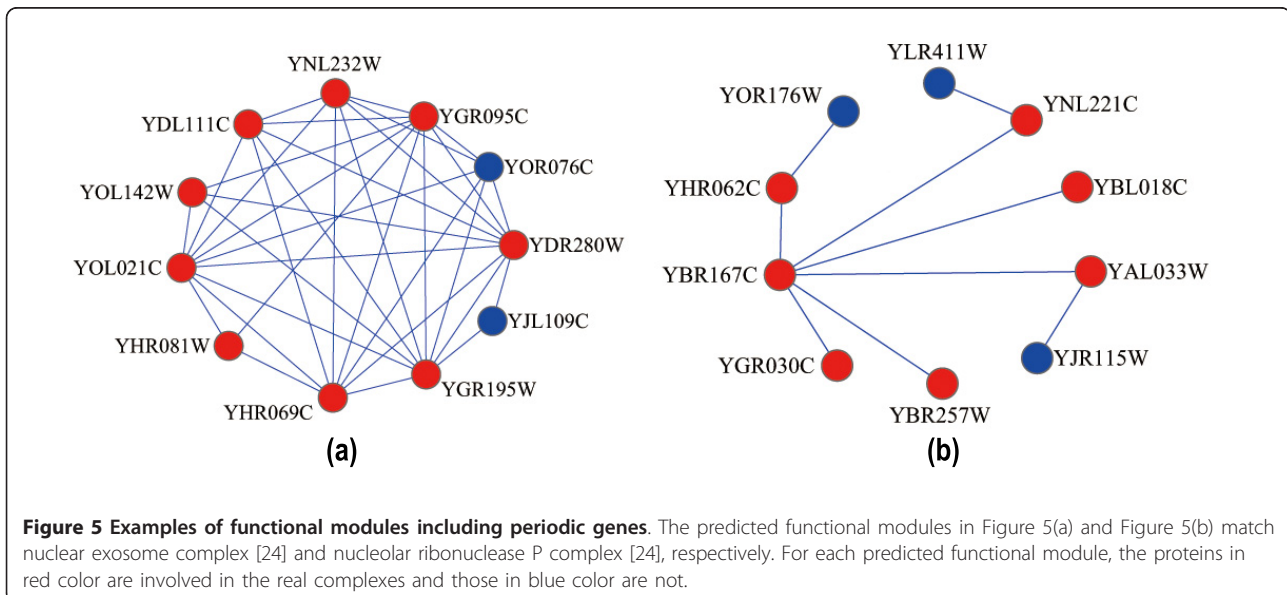 YNL232W
YGR095C
YDL111C
YOR076C
YOL142W
YDR280W
YOL021C
YJL109C
YHR081W
YGR195W
YHR069C
(a)
YLR411W
YOR176W
YNL221C
YHR062C
YBL018C
YBR167C
YAL033W
YGR030C
YJR115W
YBR257W
(b)
Figure 5 Examples of functional modules including periodic genes. The predicted functional modules in Figure 5(a) and Figure 5(b) match
nuclear exosome complex [24] and nucleolar ribonuclease P complex [24], respectively. For each predicted functional module, the proteins in
red color are involved in the real complexes and those in blue color are not.